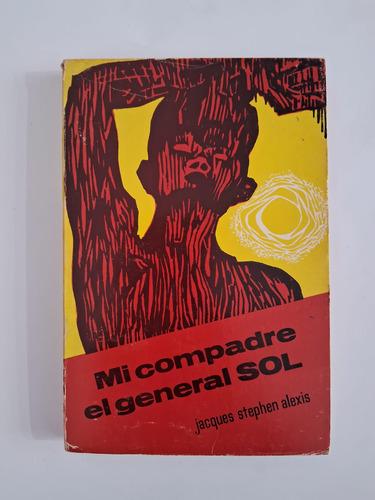 Mi compadre
el general SOL
jacques stephen alexis